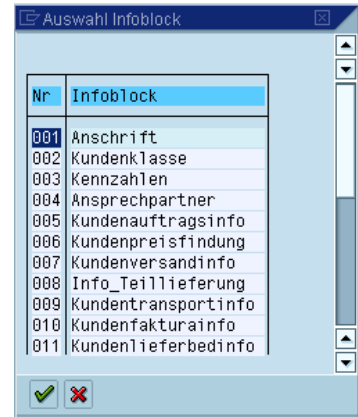 Auswahl Infoblock
Nr Infoblock
001 Anschrift
002 Kundenklasse
003 Kennzahlen
004 Ansprechpartner
005 Kundenauftragsinfo
006 Kundenpreisfindung
007 Kundenversandinfo
008 Info_Teillieferung
009 Kundentransportinfo
010 Kundenfakturainfo
011 Kundenlieferbedinfo